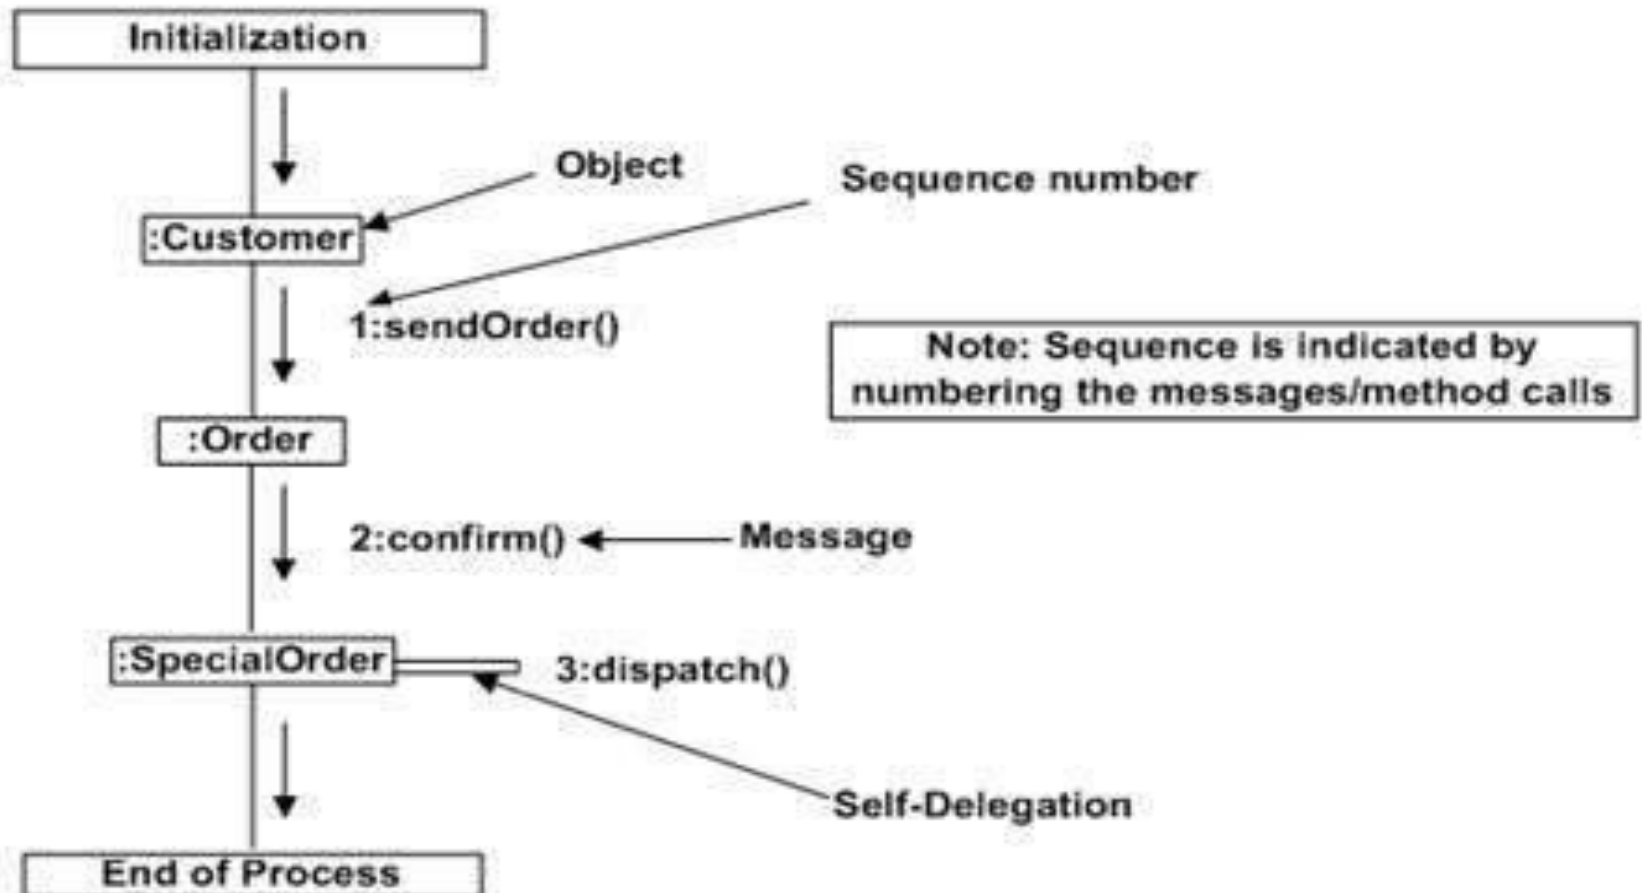 Initialization
Object
Sequence number
:Customer
1:sendOrder()
Note: Sequence is indicated by
numbering the messages/method calls
:Order
2:confirm()
Message
:SpecialOrder
3:dispatch()
Self-Delegation
End of Process